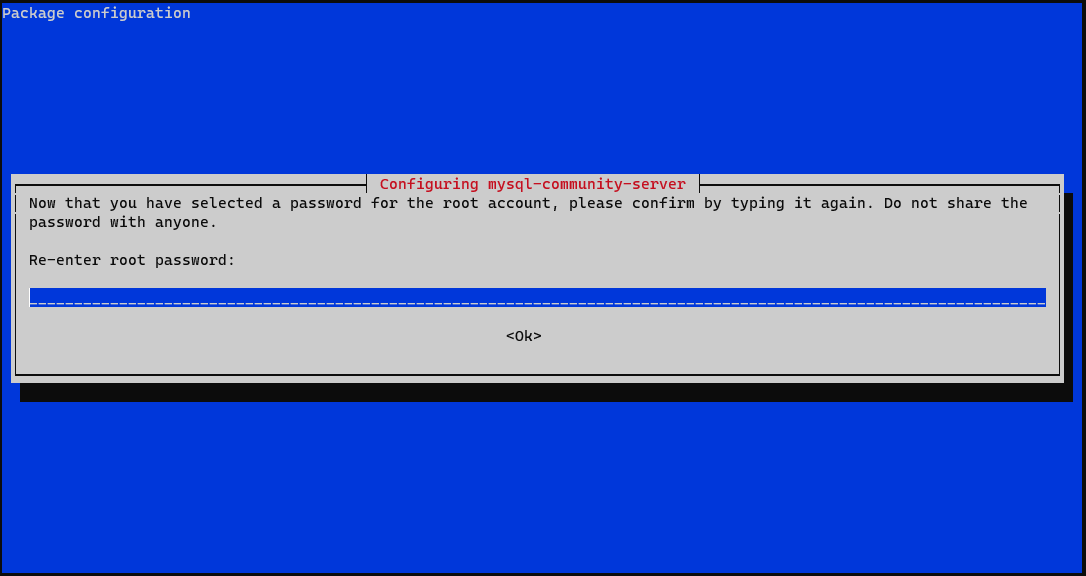 Package configuration
Configuring mysql-community-server
Now that you have selected a password for the root account, please confirm by typing it again. Do not share the
password with anyone.
Re-enter root password:
<Ok>